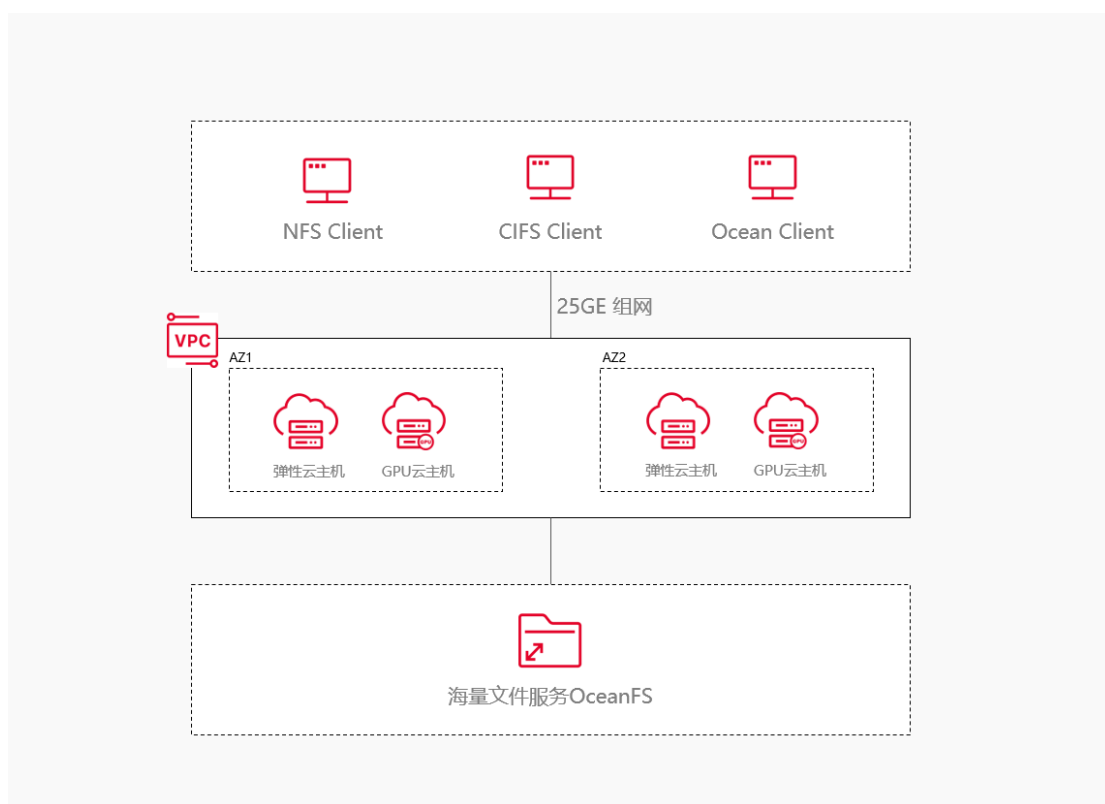 NFS Client
CIFS Client
Ocean Client
25GE 组网
VPC
AZ1
AZ2
弹性云主机
GPU
GPU云主机
弹性云主机
GPU
GPU云主机
海量文件服务OceanFS